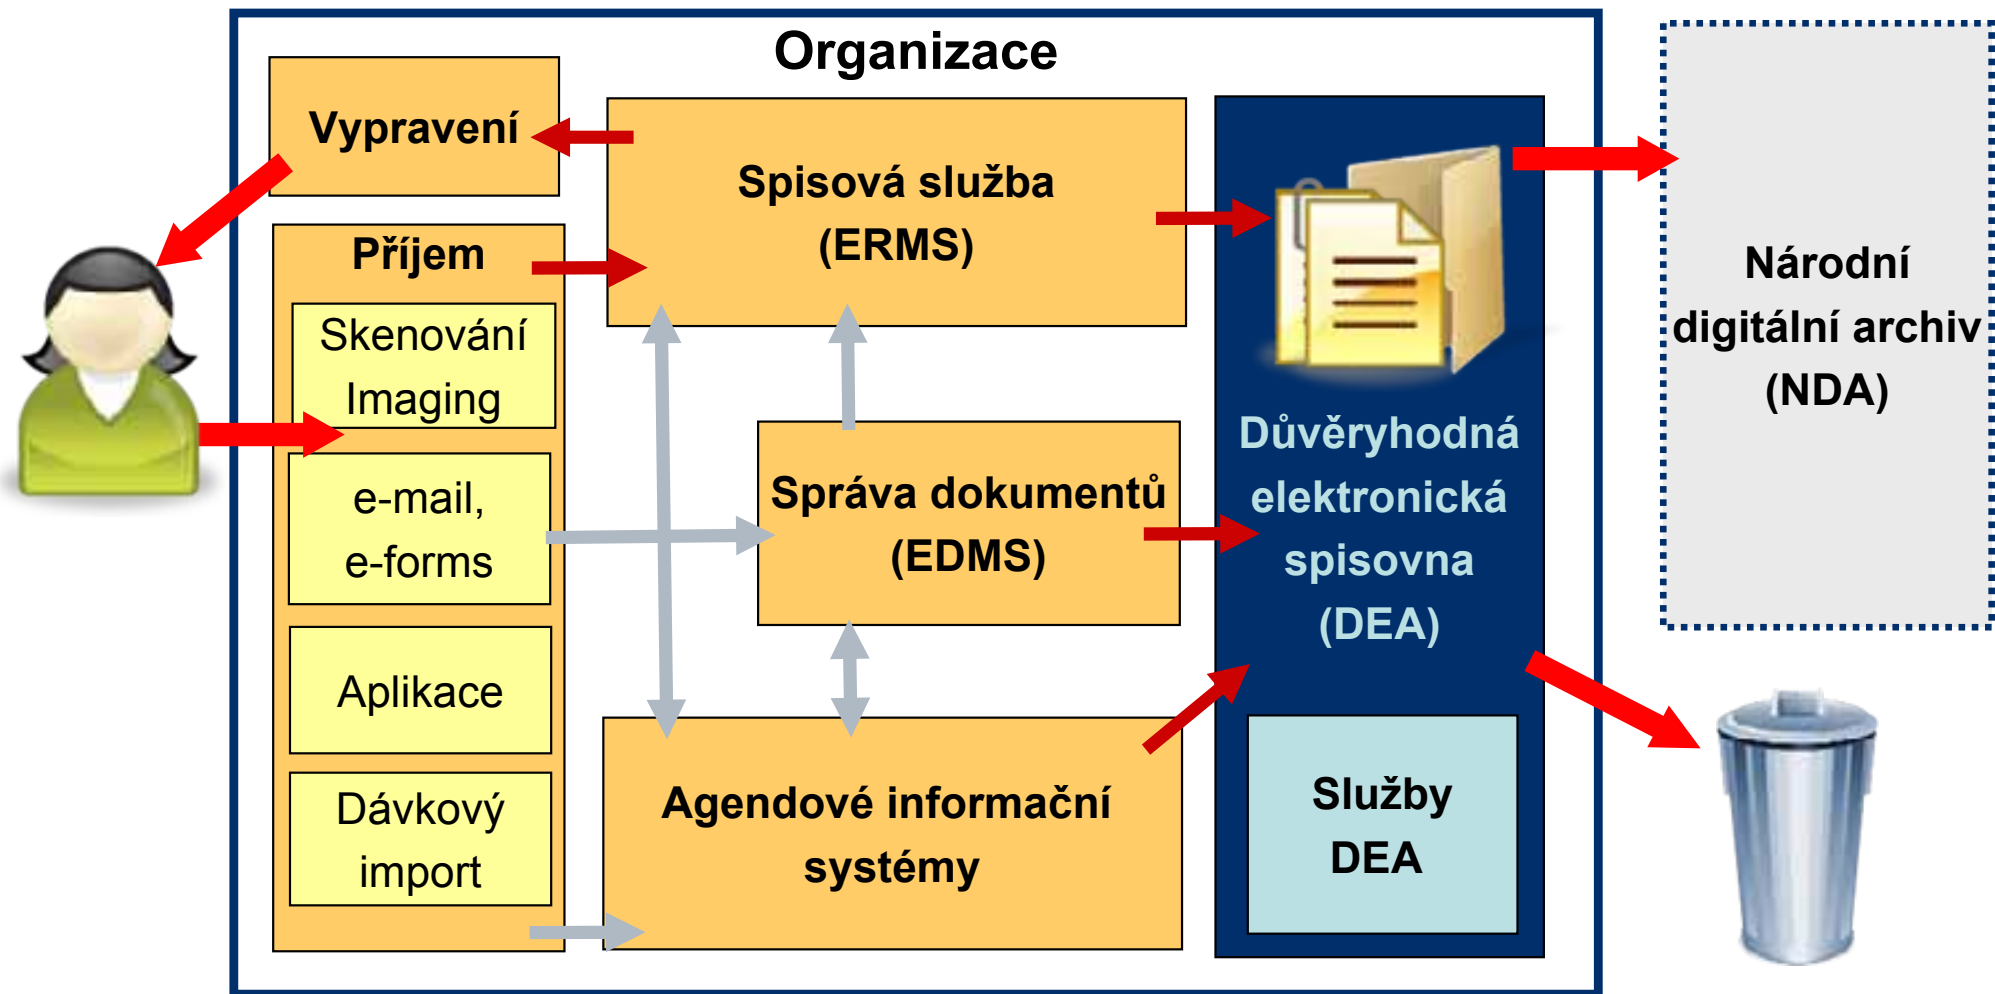 Organizace
Vypravení
Příjem
Skenování
Imaging
e-mail,
e-forms
Aplikace
Dávkový
import
Spisová služba
(ERMS)
Správa dokumentů
(EDMS)
Agendové informační
systémy
Důvěryhodná
elektronická
spisovna
(DEA)
Služby
DEA
Národní
digitální archiv
(NDA)